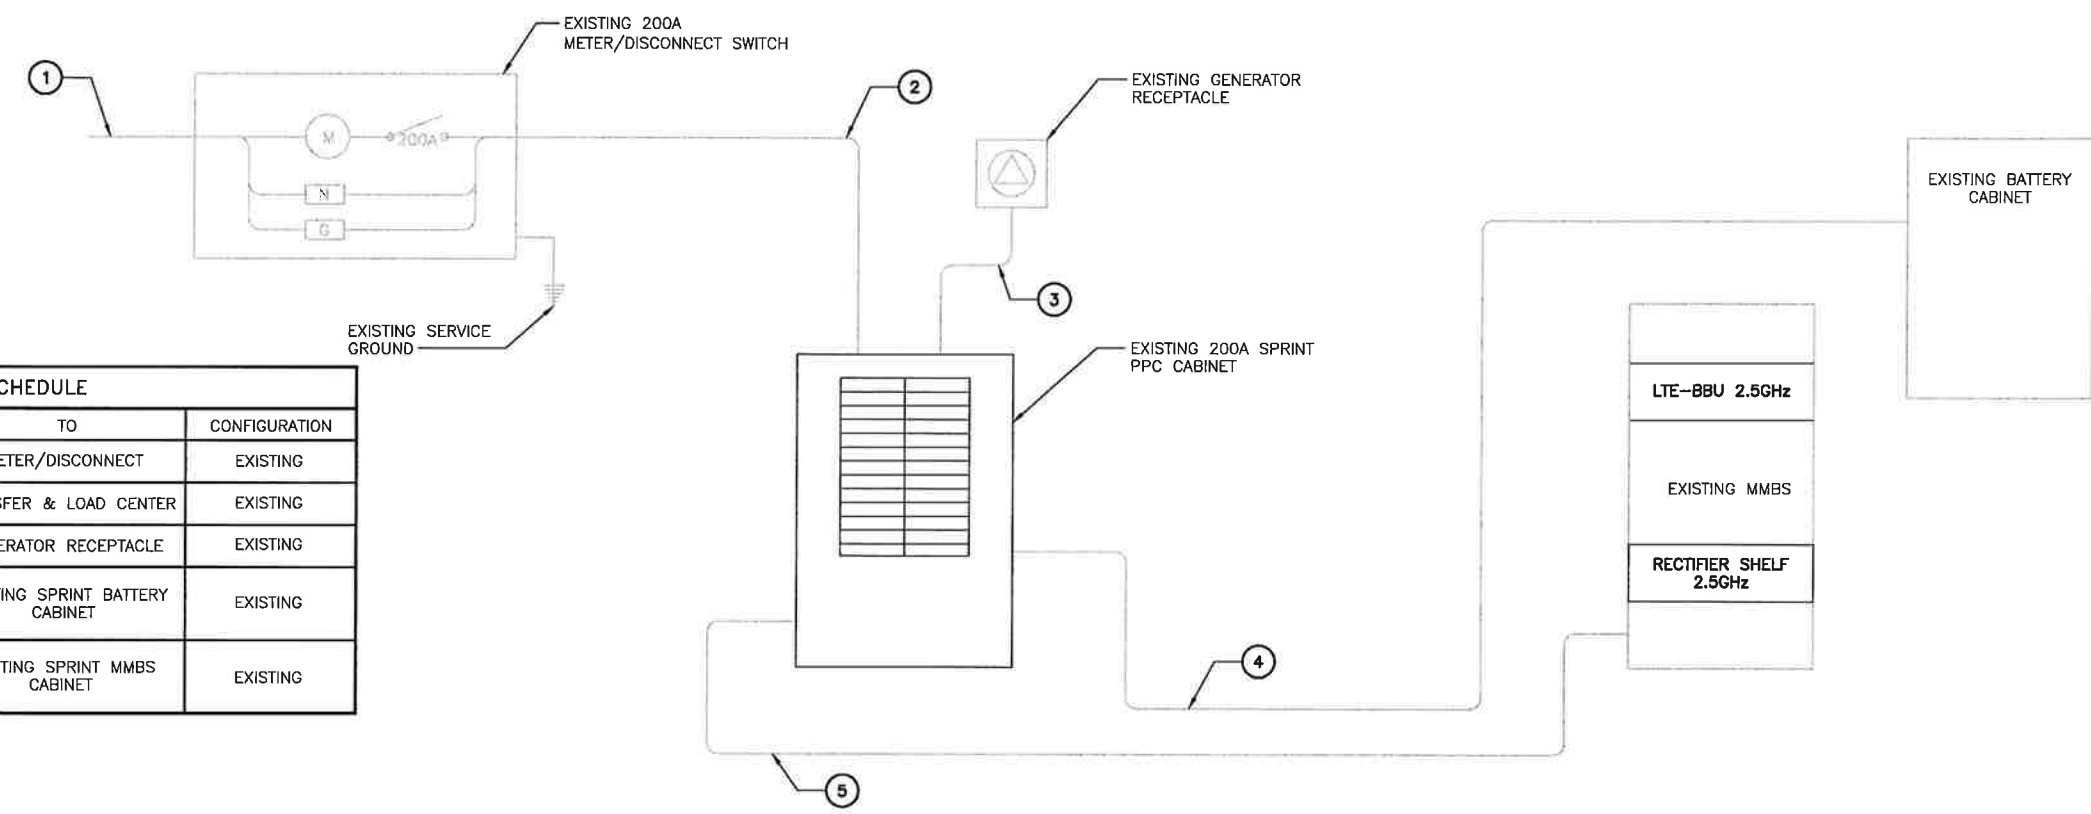 EXISTING 200A
METER/DISCONNECT SWITCH
1
2
EXISTING GENERATOR
RECEPTACLE
M
200A
N
G
EXISTING BATTERY
CABINET
3
EXISTING SERVICE
GROUND
EXISTING 200A SPRINT
PPC CABINET
LTE-BBU 2.5GHz
EXISTING MMBS
RECTIFIER SHELF
2.5GHz
4
5
CHEDULE
TO
CONFIGURATION
ETER/DISCONNECT
EXISTING
SFER & LOAD CENTER
EXISTING
ERATOR RECEPTACLE
EXISTING
TING SPRINT BATTERY
CABINET
EXISTING
TING SPRINT MMBS
CABINET
EXISTING